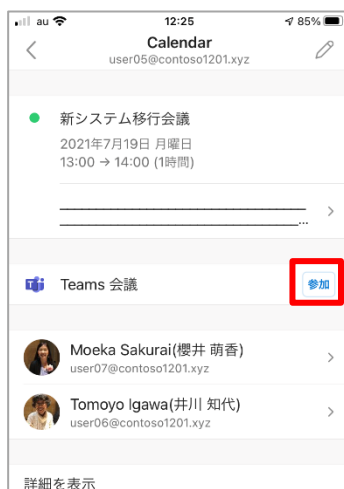 au 12:25 85%
Calendar
user05@contoso1201.xyz
新システム移行会議
2021年7月19日 月曜日
13:00 → 14:00 (1時間)
...
Teams 会議 参加
Moeka Sakurai(櫻井 萌香)
user07@contoso1201.xyz
Tomoyo Igawa(井川 知代)
user06@contoso1201.xyz
詳細を表示